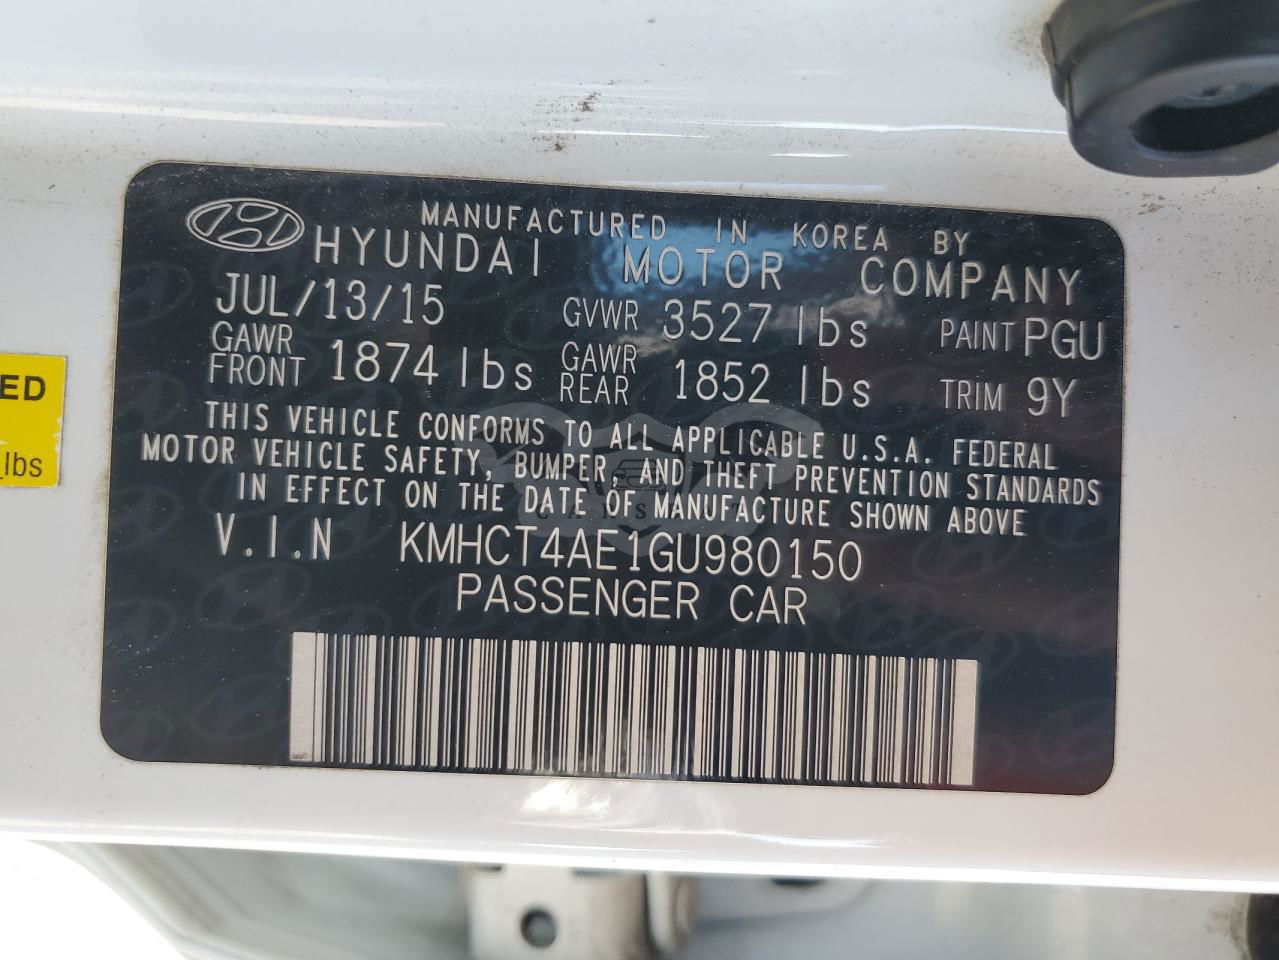 MANUFACTURED IN KOREA BY
HYUNDAI MOTOR COMPANY
JUL/13/15 GVWR 3527 lbs PAINT PGU
GAWR FRONT 1874 lbs GAWR REAR 1852 lbs TRIM 9Y
THIS VEHICLE CONFORMS TO ALL APPLICABLE U.S.A. FEDERAL
MOTOR VEHICLE SAFETY, BUMPER, AND THEFT PREVENTION STANDARDS
IN EFFECT ON THE DATE OF MANUFACTURE SHOWN ABOVE
V.I.N KMHCT4AE1GU980150
PASSENGER CAR
ED
lbs